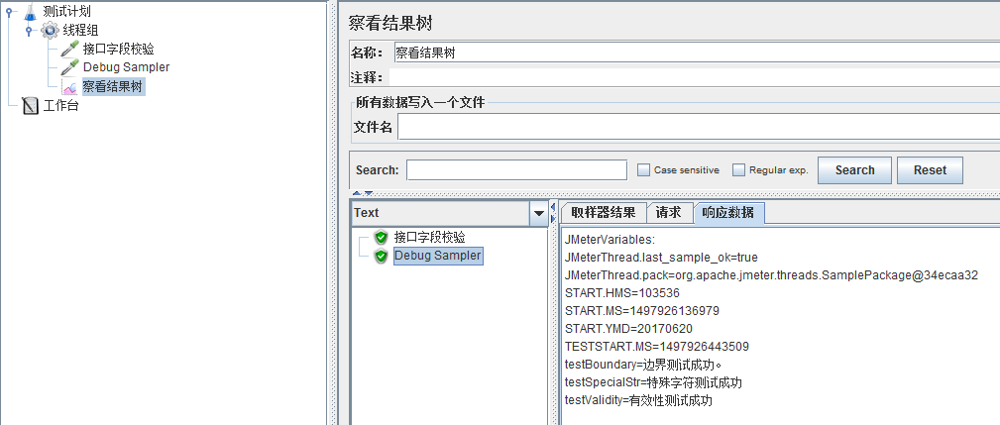 测试计划
线程组
接口字段校验
Debug Sampler
察看结果树
工作台
察看结果树
名称: 察看结果树
注释:
所有数据写入一个文件
文件名
Search: Case sensitive Regular exp. Search Reset
Text
接口字段校验
Debug Sampler
取样器结果 请求 响应数据
JMeterVariables:
JMeterThread.last_sample_ok=true
JMeterThread.pack=org.apache.jmeter.threads.SamplePackage@34ecaa32
START.HMS=103536
START.MS=1497926136979
START.YMD=20170620
TESTSTART.MS=1497926443509
testBoundary=边界测试成功。
testSpecialStr=特殊字符测试成功
testValidity=有效性测试成功